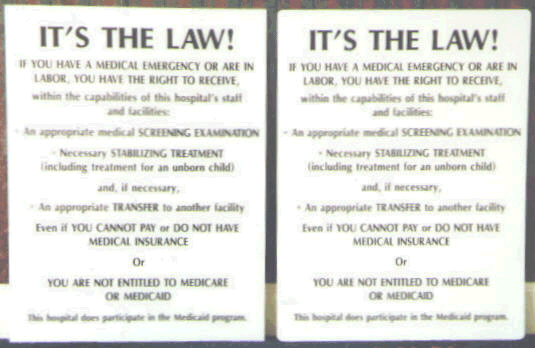 IT'S THE LAW!
IF YOU HAVE A MEDICAL EMERGENCY OR ARE IN
LABOR, YOU HAVE THE RIGHT TO RECEIVE,
within the capabilities of this hospital's staff
and facilities:
• An appropriate medical SCREENING EXAMINATION
• Necessary STABILIZING TREATMENT
(including treatment for an unborn child)
and, if necessary,
• An appropriate TRANSFER to another facility
Even if YOU CANNOT PAY or DO NOT HAVE
MEDICAL INSURANCE
Or
YOU ARE NOT ENTITLED TO MEDICARE
OR MEDICAID
This hospital does participate in the Medicaid program.
IT'S THE LAW!
IF YOU HAVE A MEDICAL EMERGENCY OR ARE IN
LABOR, YOU HAVE THE RIGHT TO RECEIVE,
within the capabilities of this hospital's staff
and facilities:
• An appropriate medical SCREENING EXAMINATION
• Necessary STABILIZING TREATMENT
(including treatment for an unborn child)
and, if necessary,
• An appropriate TRANSFER to another facility
Even if YOU CANNOT PAY or DO NOT HAVE
MEDICAL INSURANCE
Or
YOU ARE NOT ENTITLED TO MEDICARE
OR MEDICAID
This hospital does participate in the Medicaid program.